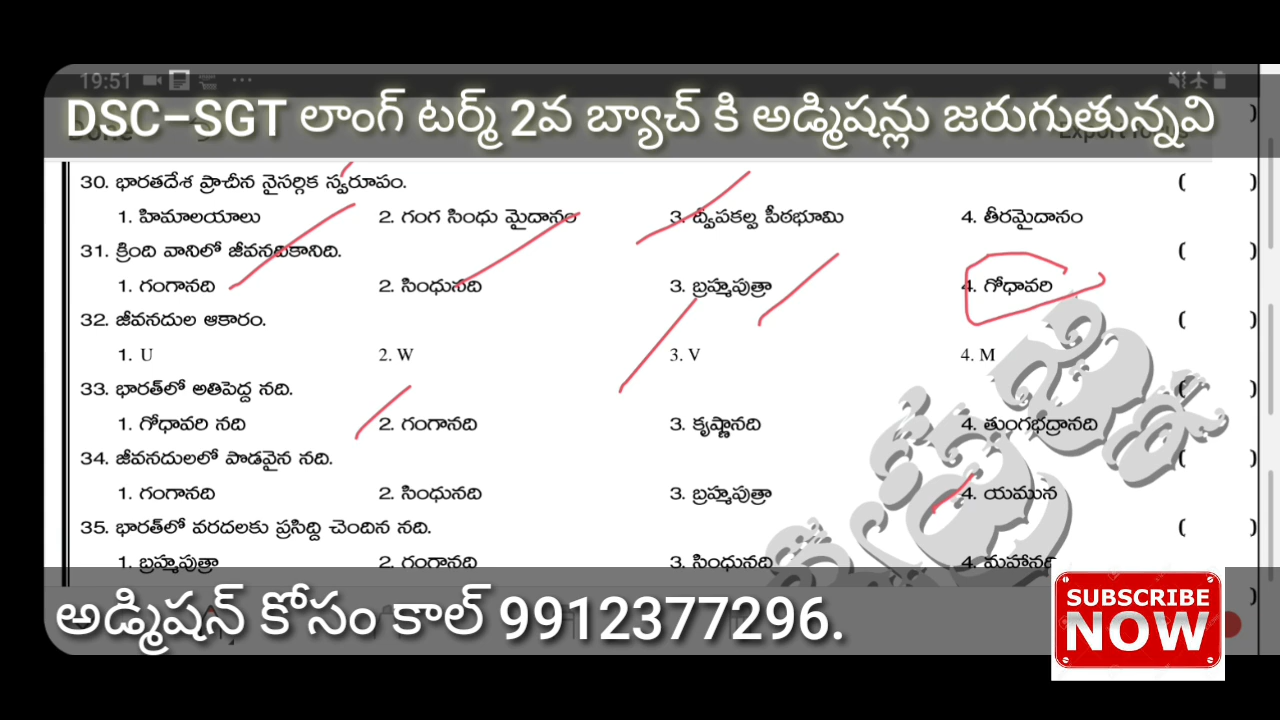 19:51
DSC-SGT లాంగ్ టర్మ్ 2వ బ్యాచ్ కి అడ్మిషన్లు జరుగుతున్నవి
30. భారతదేశ ప్రాచీన నైసర్గిక స్వరూపం. ( )
1. హిమాలయాలు 2. గంగ సింధు మైదానం 3. ద్వీపకల్ప పీఠభూమి 4. తీరమైదానం
31. క్రింది వానిలో జీవనదికానిది. ( )
1. గంగానది 2. సింధునది 3. బ్రహ్మపుత్రా 4. గోధావరి
32. జీవనదుల ఆకారం. ( )
1. U 2. W 3. V 4. M
33. భారత్‌లో అతిపెద్ద నది. ( )
1. గోధావరి నది 2. గంగానది 3. కృష్ణానది 4. తుంగభద్రానది
34. జీవనదులలో పొడవైన నది. ( )
1. గంగానది 2. సింధునది 3. బ్రహ్మపుత్రా 4. యమున
35. భారత్‌లో వరదలకు ప్రసిద్ది చెందిన నది. ( )
1. బ్రహ్మపుత్రా 2. గంగానది 3. సింధునది 4. మహానది
అడ్మిషన్ కోసం కాల్ 9912377296.
SUBSCRIBE
NOW